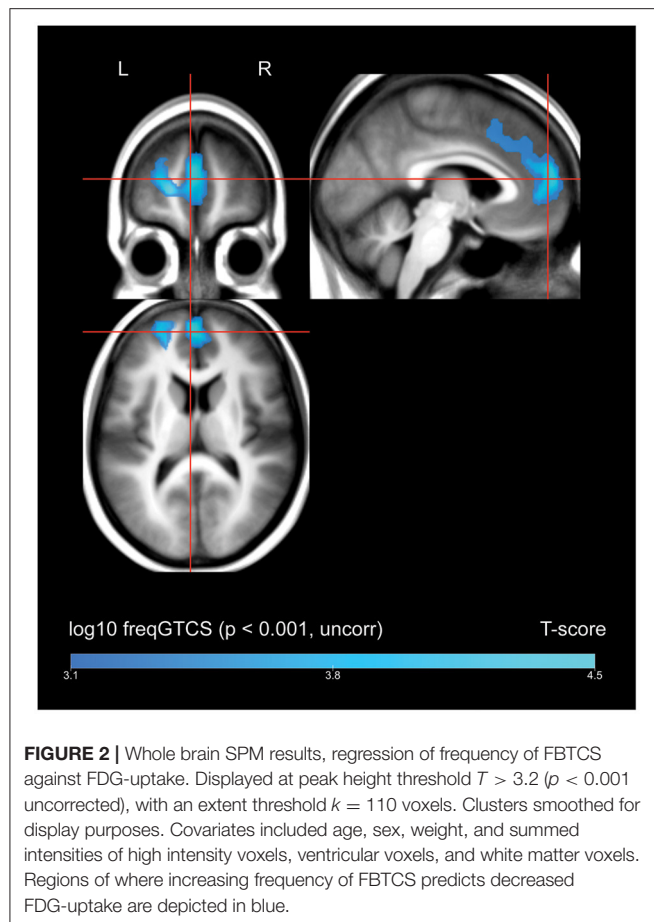 L R
log10 freqGTCS (p < 0.001, uncorr) T-score
3.1 3.8 4.5
FIGURE 2 | Whole brain SPM results, regression of frequency of FBTCS
against FDG-uptake. Displayed at peak height threshold T > 3.2 (p < 0.001
uncorrected), with an extent threshold k = 110 voxels. Clusters smoothed for
display purposes. Covariates included age, sex, weight, and summed
intensities of high intensity voxels, ventricular voxels, and white matter voxels.
Regions of where increasing frequency of FBTCS predicts decreased
FDG-uptake are depicted in blue.